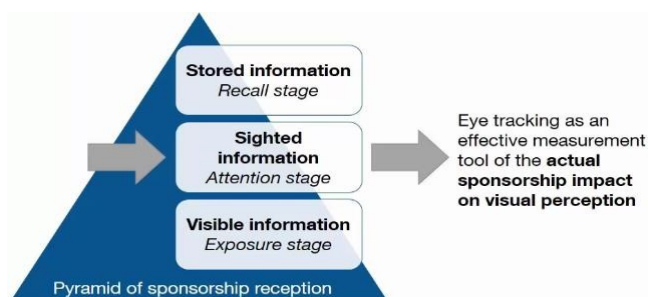 Stored information
Recall stage
Sighted
information
Attention stage
Visible information
Exposure stage
Pyramid of sponsorship reception
Eye tracking as an
effective measurement
tool of the actual
sponsorship impact
on visual perception